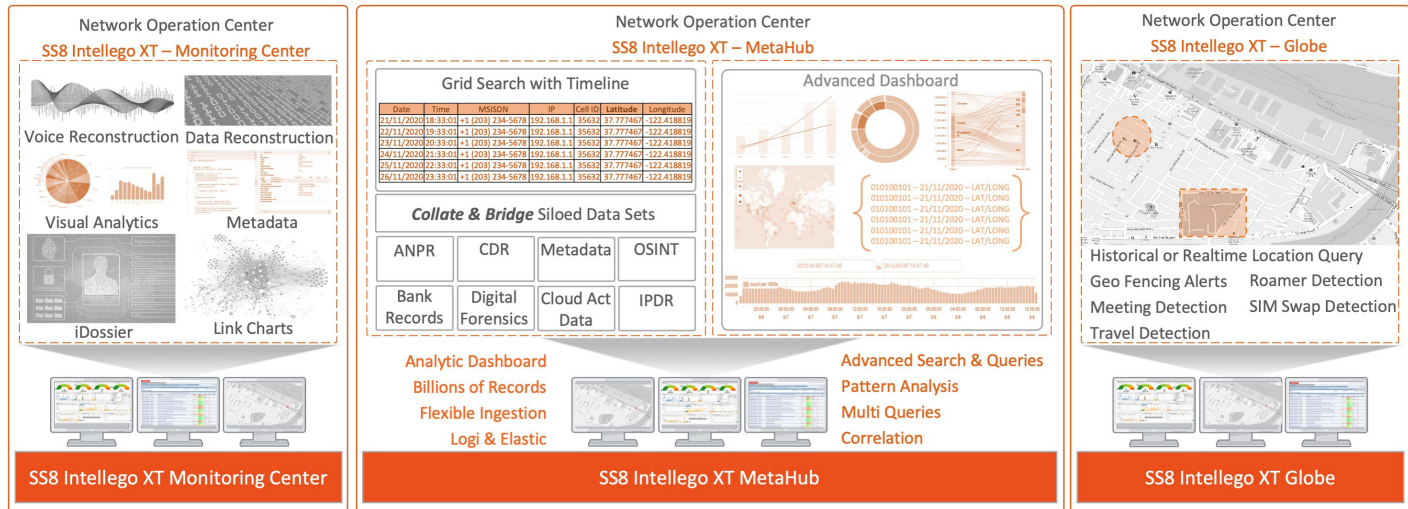 Network Operation Center
SS8 Intellego XT – Monitoring Center
Voice Reconstruction
Data Reconstruction
Visual Analytics
Metadata
Personal Data
iDossier
Link Charts
SS8 Intellego XT Monitoring Center
Network Operation Center
SS8 Intellego XT – MetaHub
Grid Search with Timeline
Date Time MSISDN IP Cell ID Latitude Longitude
21/11/2020 18:33:01 +1 (203) 234-5678 192.168.1.1 35632 37.777467 -122.418819
22/11/2020 19:33:01 +1 (203) 234-5678 192.168.1.1 35632 37.777467 -122.418819
23/11/2020 20:33:01 +1 (203) 234-5678 192.168.1.1 35632 37.777467 -122.418819
24/11/2020 21:33:01 +1 (203) 234-5678 192.168.1.1 35632 37.777467 -122.418819
25/11/2020 22:33:01 +1 (203) 234-5678 192.168.1.1 35632 37.777467 -122.418819
26/11/2020 23:33:01 +1 (203) 234-5678 192.168.1.1 35632 37.777467 -122.418819
Collate & Bridge Siloed Data Sets
ANPR
CDR
Metadata
OSINT
Bank
Records
Digital
Forensics
Cloud Act
Data
IPDR
Advanced Dashboard
010100101 – 21/11/2020 – LAT/LONG
010100101 – 21/11/2020 – LAT/LONG
010100101 – 21/11/2020 – LAT/LONG
010100101 – 21/11/2020 – LAT/LONG
010100101 – 21/11/2020 – LAT/LONG
010100101 – 21/11/2020 – LAT/LONG
to
count per 1000s
Analytic Dashboard
Billions of Records
Flexible Ingestion
Logi & Elastic
Advanced Search & Queries
Pattern Analysis
Multi Queries
Correlation
SS8 Intellego XT MetaHub
Network Operation Center
SS8 Intellego XT – Globe
Historical or Realtime Location Query
Geo Fencing Alerts
Roamer Detection
Meeting Detection
SIM Swap Detection
Travel Detection
SS8 Intellego XT Globe